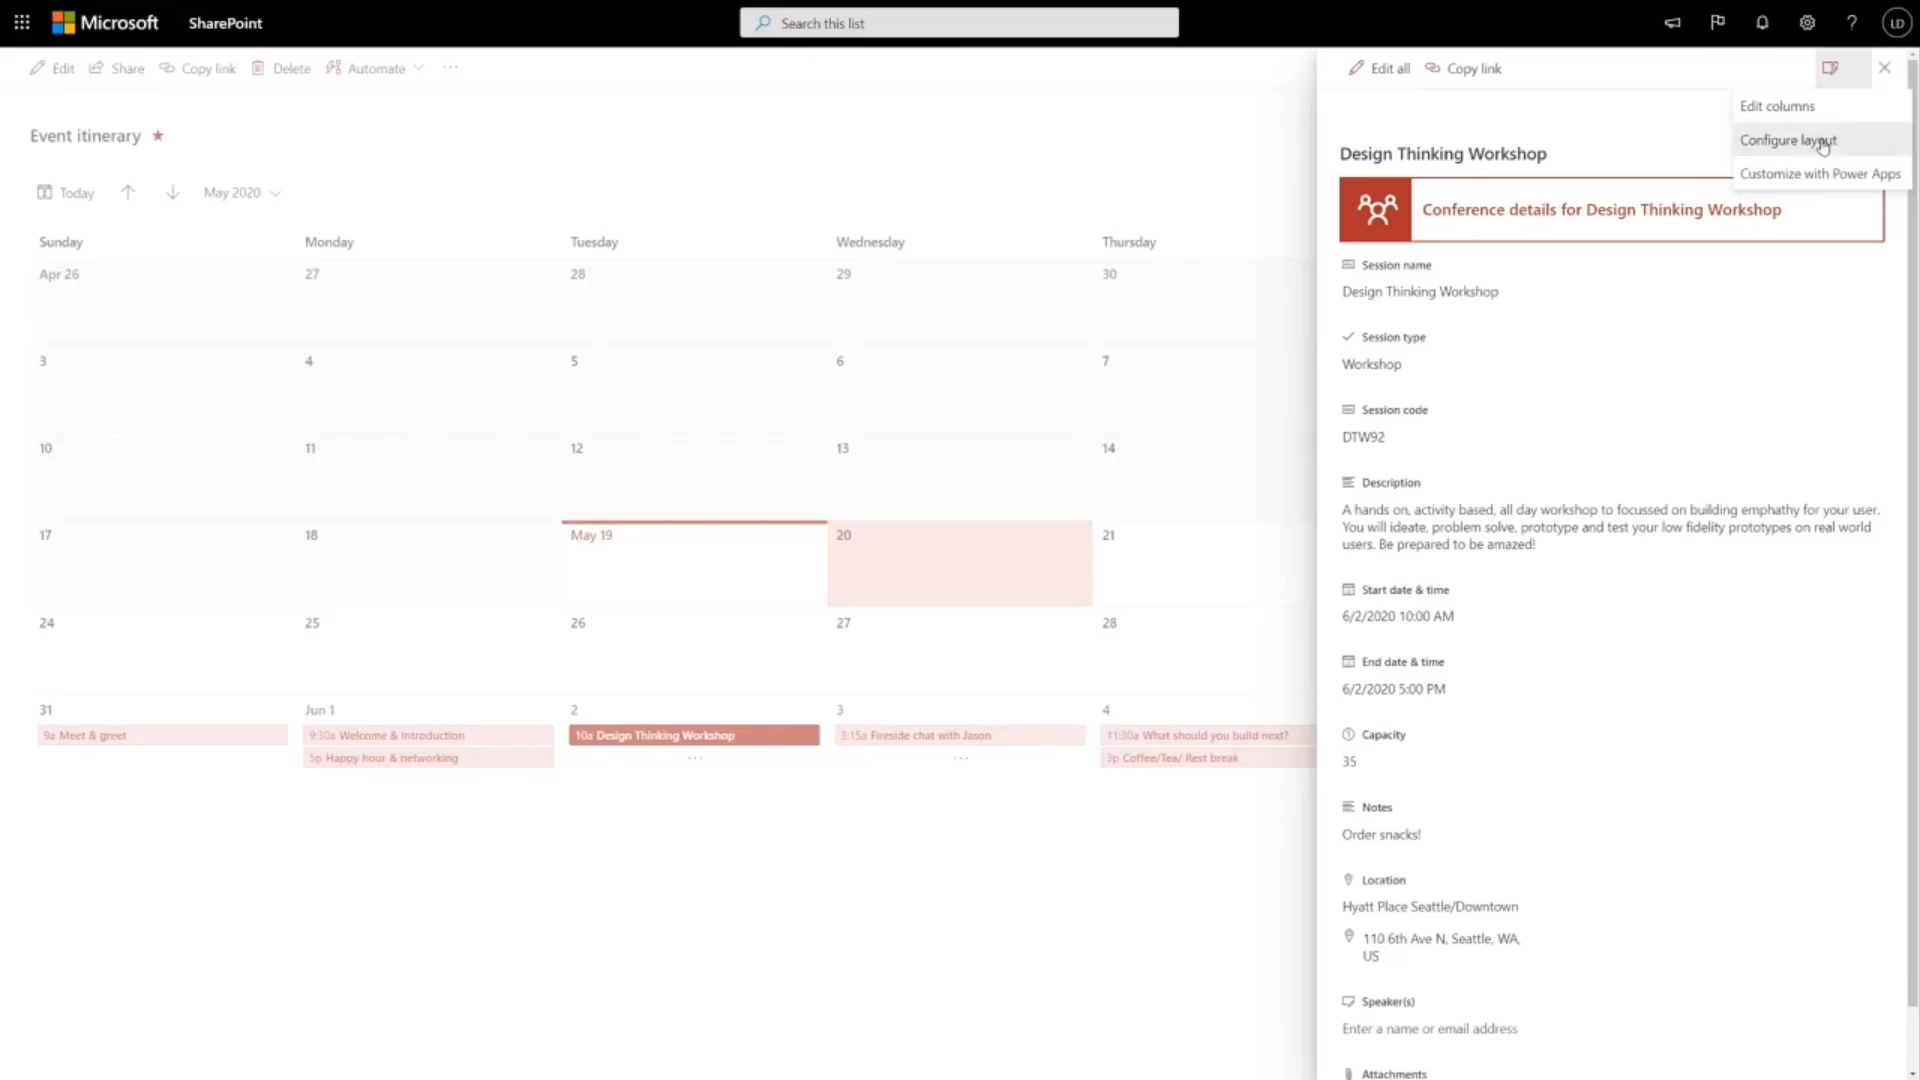 Microsoft SharePoint Search this list LD
Edit Share Copy link Delete Automate ...
Event itinerary
Today May 2020
Sunday Monday Tuesday Wednesday Thursday
Apr 26 27 28 29 30
3 4 5 6 7
10 11 12 13 14
17 18 May 19 20 21
24 25 26 27 28
31 Jun 1 2 3 4
9a Meet & greet 9:30a Welcome & Introduction 10a Design Thinking Workshop 3:15a Fireside chat with Jason 11:30a What should you build next?
5p Happy hour & networking ... ... 3p Coffee/Tea/ Rest break
Edit all Copy link
Edit columns
Configure layout
Customize with Power Apps
Design Thinking Workshop
Conference details for Design Thinking Workshop
Session name
Design Thinking Workshop
Session type
Workshop
Session code
DTW92
Description
A hands on, activity based, all day workshop to focussed on building emphathy for your user.
You will ideate, problem solve, prototype and test your low fidelity prototypes on real world
users. Be prepared to be amazed!
Start date & time
6/2/2020 10:00 AM
End date & time
6/2/2020 5:00 PM
Capacity
35
Notes
Order snacks!
Location
Hyatt Place Seattle/Downtown
110 6th Ave N, Seattle, WA,
US
Speaker(s)
Enter a name or email address
Attachments